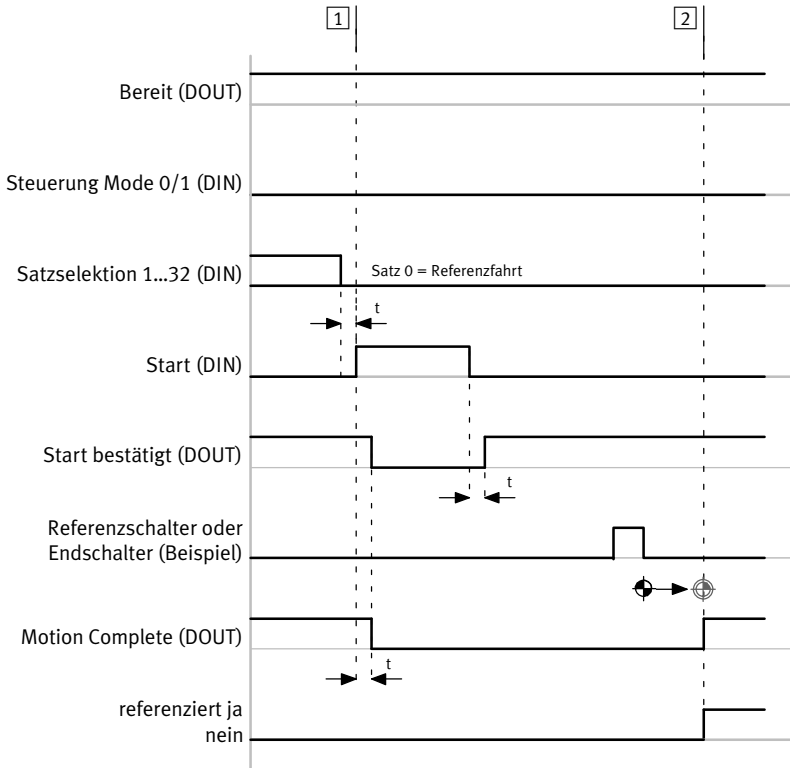 1
2
Bereit (DOUT)
Steuerung Mode 0/1 (DIN)
Satzselektion 1...32 (DIN)
Satz 0 = Referenzfahrt
t
Start (DIN)
Start bestätigt (DOUT)
t
Referenzschalter oder
Endschalter (Beispiel)
Motion Complete (DOUT)
t
referenziert ja
nein